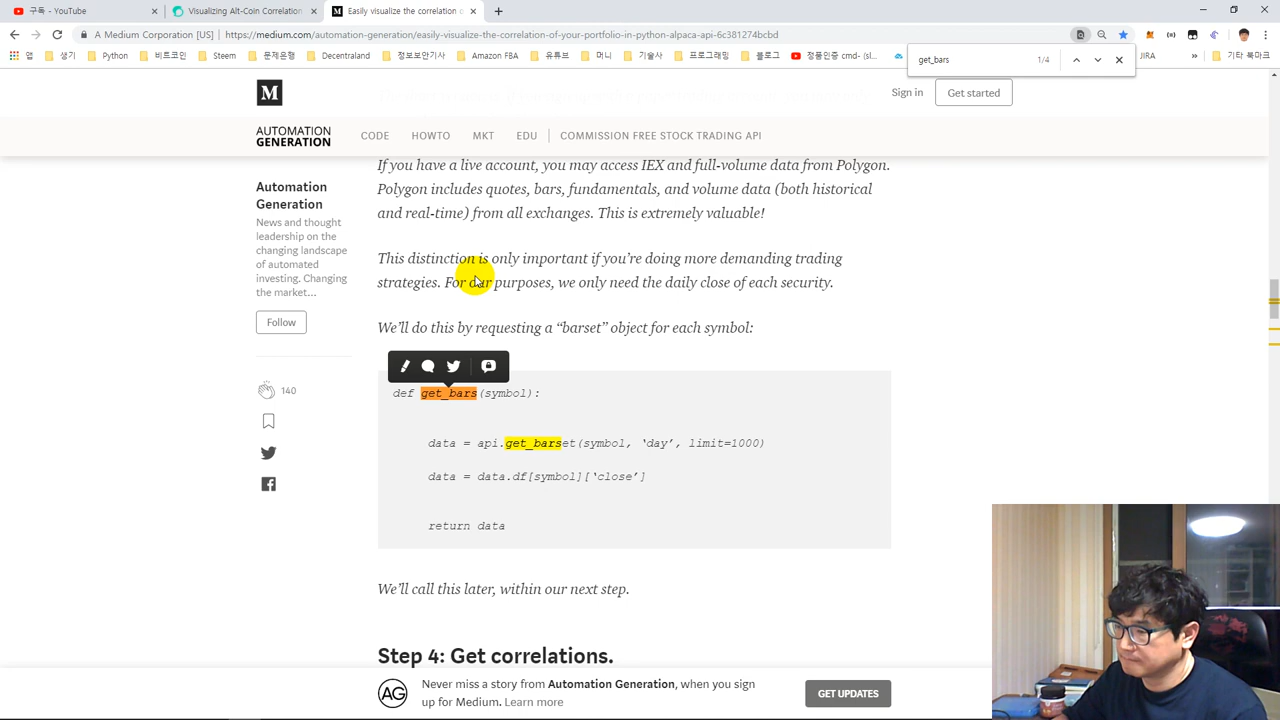 구독 - YouTube
Visualizing Alt-Coin Correlation
Easily visualize the correlation o
A Medium Corporation [US]
https://medium.com/automation-generation/easily-visualize-the-correlation-of-your-portfolio-in-python-alpaca-api-6c381274bcbd
앱
생각
Python
비트코인
Steem
문제은행
Decentraland
정보보안기사
Amazon FBA
유튜브
머니
기술사
프로그래밍
블로그
정품인증 cmd- (sl
JIRA
기타 북마크
get_bars
1/4
M
Sign in
Get started
AUTOMATION
GENERATION
CODE
HOWTO
MKT
EDU
COMMISSION FREE STOCK TRADING API
Automation
Generation
News and thought
leadership on the
changing landscape
of automated
investing. Changing
the market...
Follow
140
If you have a live account, you may access IEX and full-volume data from Polygon.
Polygon includes quotes, bars, fundamentals, and volume data (both historical
and real-time) from all exchanges. This is extremely valuable!
This distinction is only important if you’re doing more demanding trading
strategies. For our purposes, we only need the daily close of each security.
We’ll do this by requesting a “barset” object for each symbol:
def get_bars(symbol):
data = api.get_barset(symbol, ‘day’, limit=1000)
data = data.df[symbol][‘close’]
return data
We’ll call this later, within our next step.
Step 4: Get correlations.
AG
Never miss a story from Automation Generation, when you sign
up for Medium. Learn more
GET UPDATES